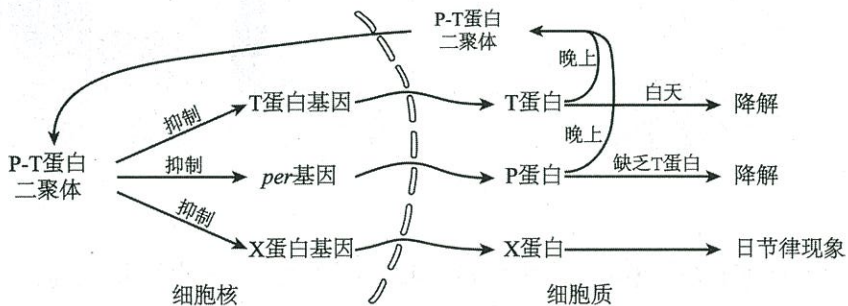 P-T蛋白
二聚体
晚上
抑制
T蛋白基因
T蛋白
白天
降解
晚上
P-T蛋白
二聚体
抑制
per基因
P蛋白
缺乏T蛋白
降解
抑制
X蛋白基因
X蛋白
日节律现象
细胞核
细胞质